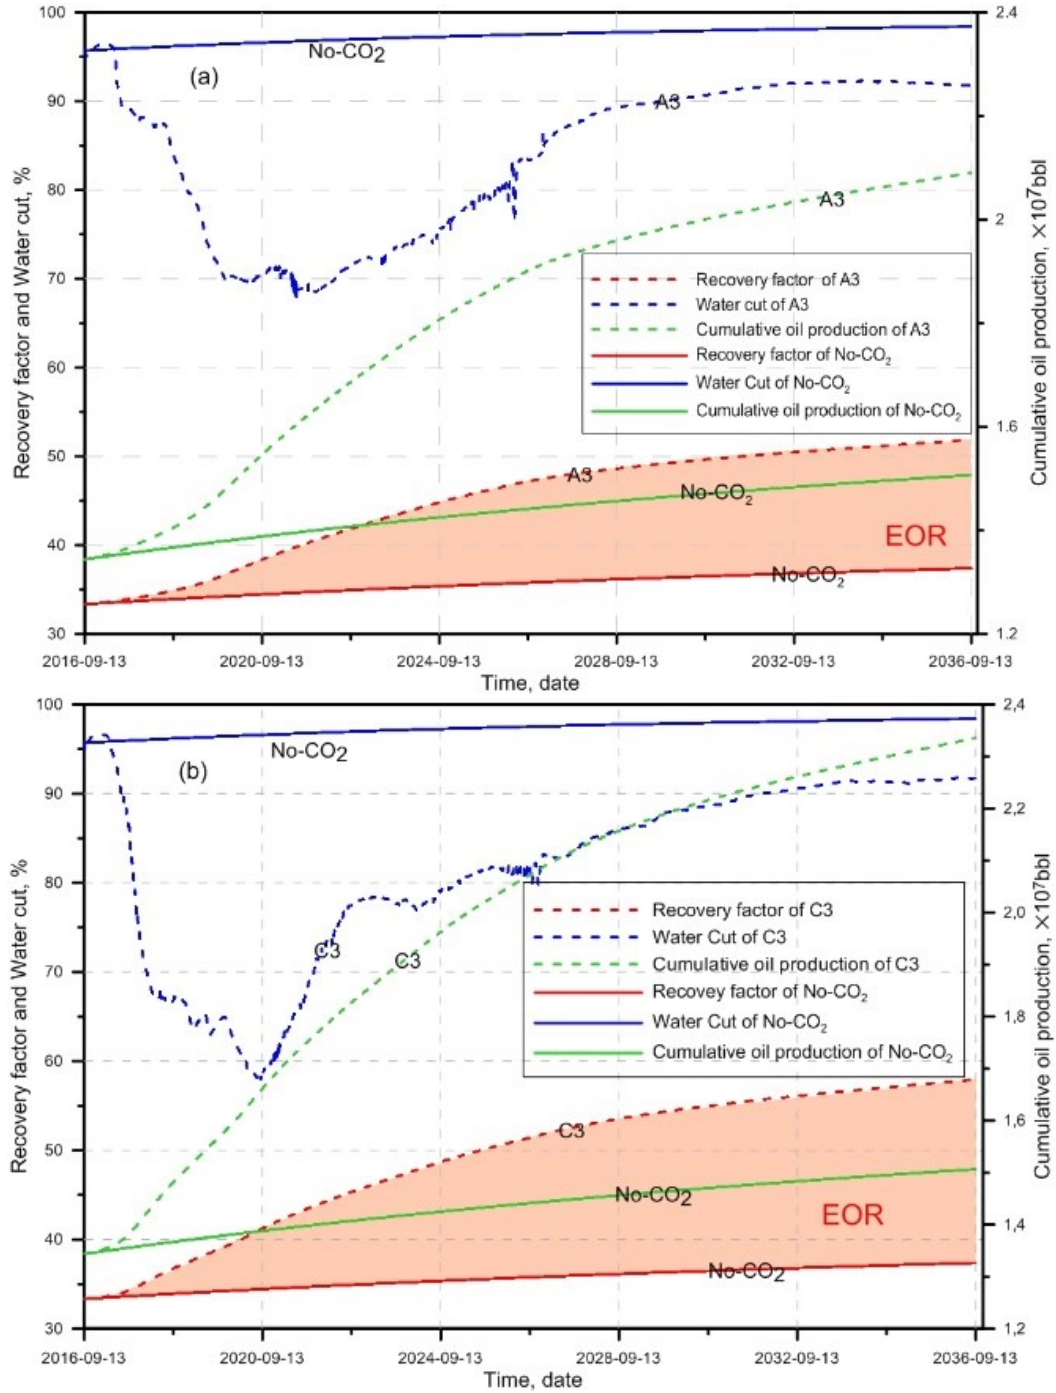 100
90
80
70
60
50
40
30
Recovery factor and Water cut, %
2,4
2
1,6
1,2
Cumulative oil production, ×10⁷bbl
No-CO₂
(a)
A3
A3
Recovery factor of A3
Water cut of A3
Cumulative oil production of A3
Recovery factor of No-CO₂
Water Cut of No-CO₂
Cumulative oil production of No-CO₂
A3
No-CO₂
EOR
No-CO₂
2016-09-13 2020-09-13 2024-09-13 2028-09-13 2032-09-13 2036-09-13
Time, date
100
90
80
70
60
50
40
30
Recovery factor and Water cut, %
2,4
2,2
2,0
1,8
1,6
1,4
1,2
Cumulative oil production, ×10⁷bbl
No-CO₂
(b)
C3
C3
Recovery factor of C3
Water Cut of C3
Cumulative oil production of C3
Recovey factor of No-CO₂
Water Cut of No-CO₂
Cumulative oil production of No-CO₂
C3
No-CO₂
EOR
No-CO₂
2016-09-13 2020-09-13 2024-09-13 2028-09-13 2032-09-13 2036-09-13
Time, date